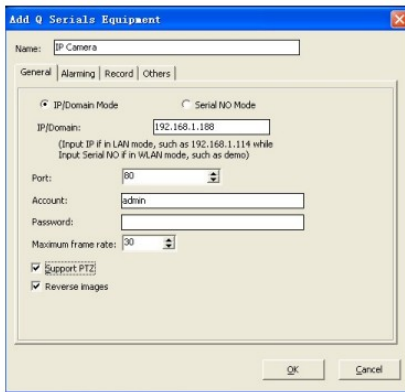 Add Q Serials Equipment
Name: IP Camera
General Alarming Record Others
IP/Domain Mode Serial NO Mode
IP/Domain: 192.168.1.188
(Input IP if in LAN mode, such as 192.168.1.114 while
Input Serial NO if in WLAN mode, such as demo)
Port: 80
Account: admin
Password:
Maximum frame rate: 30
Support PTZ
Reverse images
OK Cancel